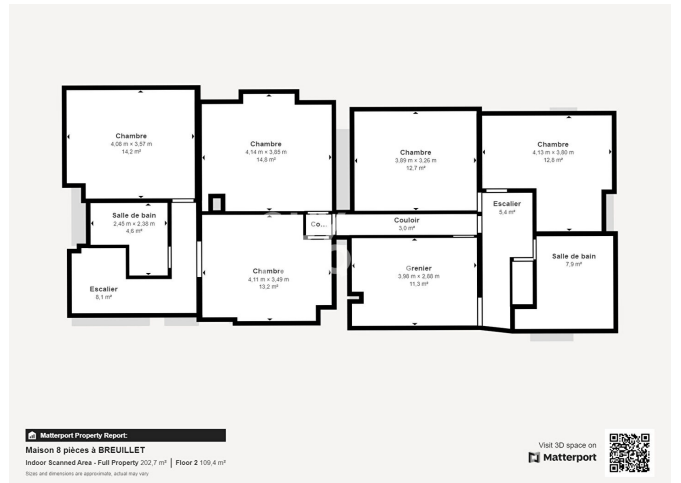 Chambre
4,08 m × 3,57 m
14,2 m²
Chambre
4,14 m × 3,85 m
14,8 m²
Chambre
3,89 m × 3,26 m
12,7 m²
Chambre
4,13 m × 3,80 m
12,8 m²
Salle de bain
2,45 m × 2,38 m
4,6 m²
Escalier
5,4 m²
Co...
Couloir
3,0 m²
Salle de bain
7,9 m²
Chambre
4,11 m × 3,49 m
13,2 m²
Grenier
3,98 m × 2,88 m
11,3 m²
Escalier
8,1 m²
Matterport Property Report:
Maison 8 pièces à BREUILLET
Indoor Scanned Area - Full Property 202,7 m² | Floor 2 109,4 m²
Sizes and dimensions are approximate, actual may vary.
Visit 3D space on
Matterport